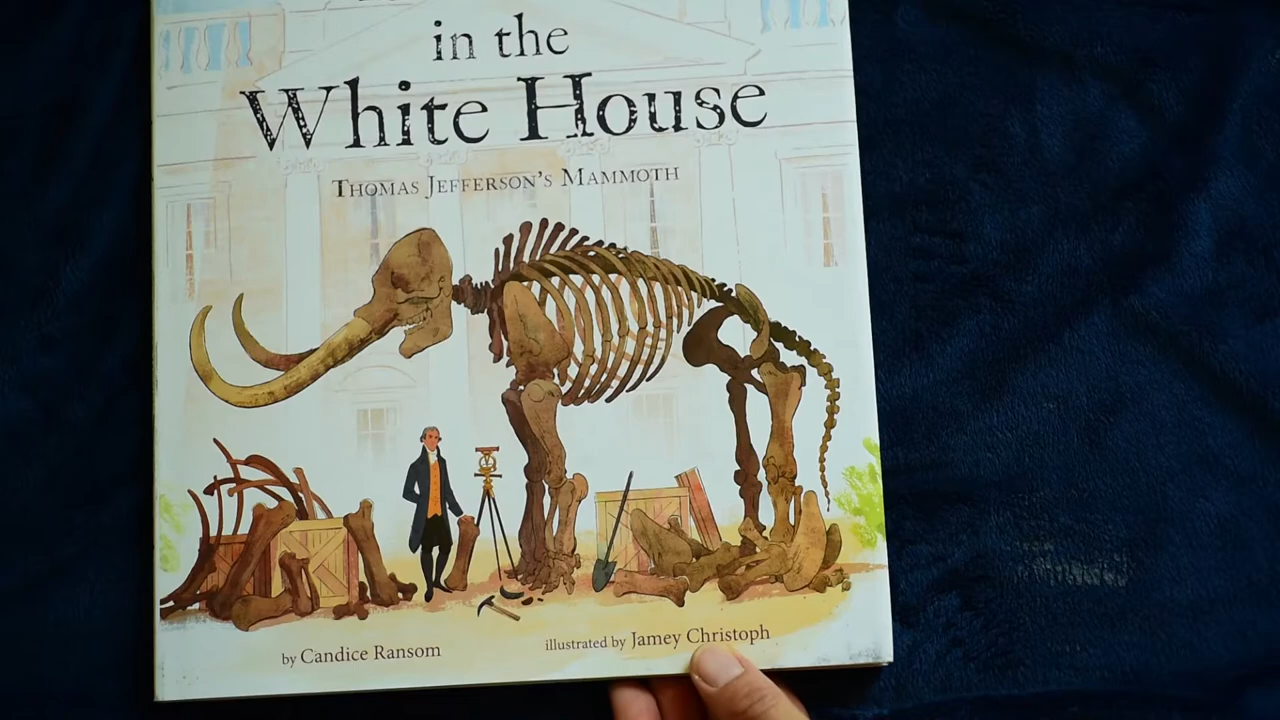 in the
White House
THOMAS JEFFERSON'S MAMMOTH
by Candice Ransom
illustrated by Jamey Christoph